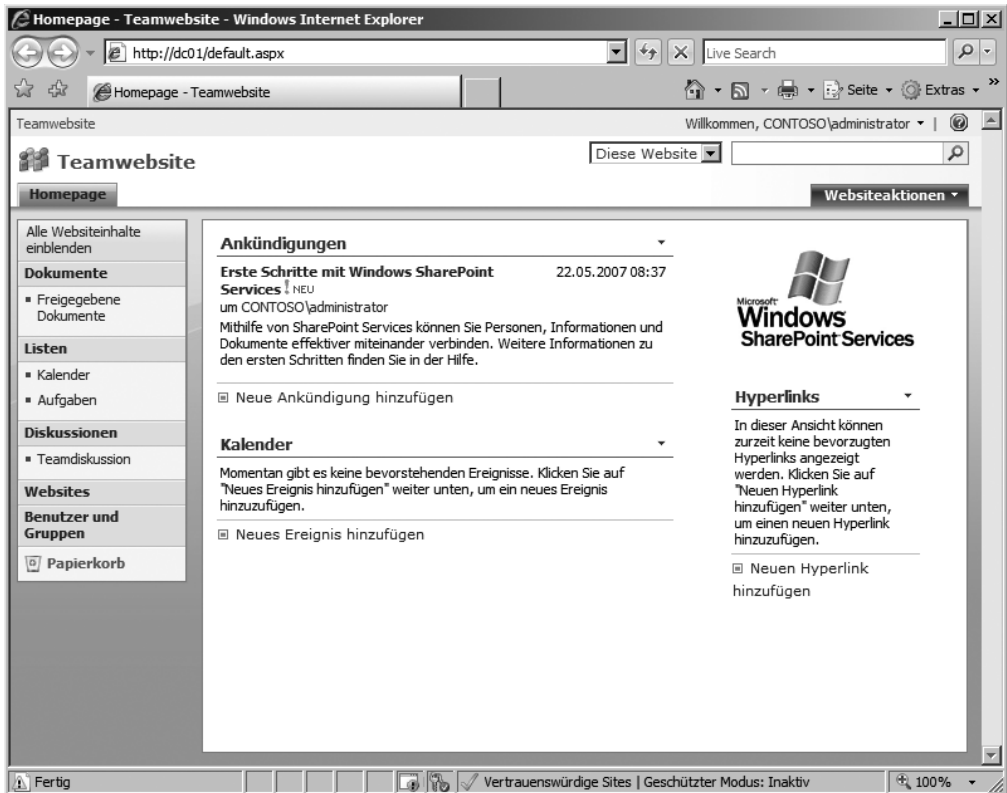 Homepage - Teamwebsite - Windows Internet Explorer
http://dc01/default.aspx
Live Search
Homepage - Teamwebsite
Seite
Extras
Teamwebsite
Willkommen, CONTOSO\administrator
Teamwebsite
Diese Website
Homepage
Websiteaktionen
Alle Websiteinhalte
einblenden
Dokumente
Freigegebene
Dokumente
Listen
Kalender
Aufgaben
Diskussionen
Teamdiskussion
Websites
Benutzer und
Gruppen
Papierkorb
Ankündigungen
Erste Schritte mit Windows SharePoint 22.05.2007 08:37
Services ! NEU
um CONTOSO\administrator
Mithilfe von SharePoint Services können Sie Personen, Informationen und
Dokumente effektiver miteinander verbinden. Weitere Informationen zu
den ersten Schritten finden Sie in der Hilfe.
Neue Ankündigung hinzufügen
Kalender
Momentan gibt es keine bevorstehenden Ereignisse. Klicken Sie auf
"Neues Ereignis hinzufügen" weiter unten, um ein neues Ereignis
hinzuzufügen.
Neues Ereignis hinzufügen
Microsoft
Windows
SharePoint Services
Hyperlinks
In dieser Ansicht können
zurzeit keine bevorzugten
Hyperlinks angezeigt
werden. Klicken Sie auf
"Neuen Hyperlink
hinzufügen" weiter unten,
um einen neuen Hyperlink
hinzuzufügen.
Neuen Hyperlink
hinzufügen
Fertig
Vertrauenswürdige Sites | Geschützter Modus: Inaktiv
100%